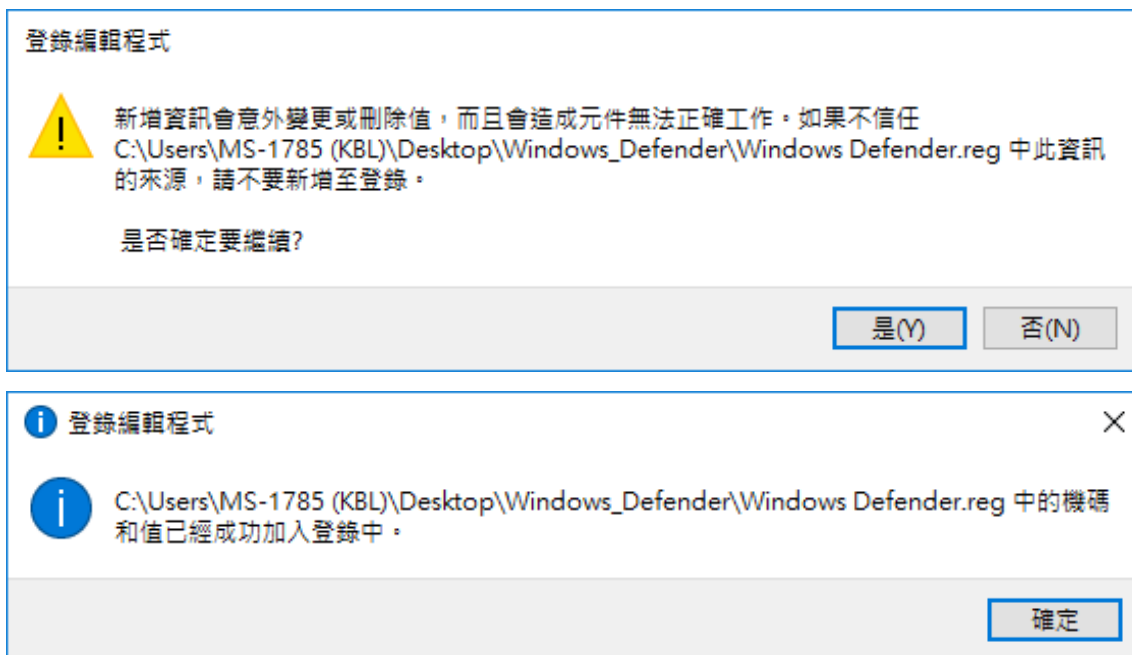 登錄編輯程式
新增資訊會意外變更或刪除值，而且會造成元件無法正確工作。如果不信任
C:\Users\MS-1785 (KBL)\Desktop\Windows_Defender\Windows Defender.reg 中此資訊
的來源，請不要新增至登錄。
是否確定要繼續?
是(Y)
否(N)
登錄編輯程式
C:\Users\MS-1785 (KBL)\Desktop\Windows_Defender\Windows Defender.reg 中的機碼
和值已經成功加入登錄中。
確定